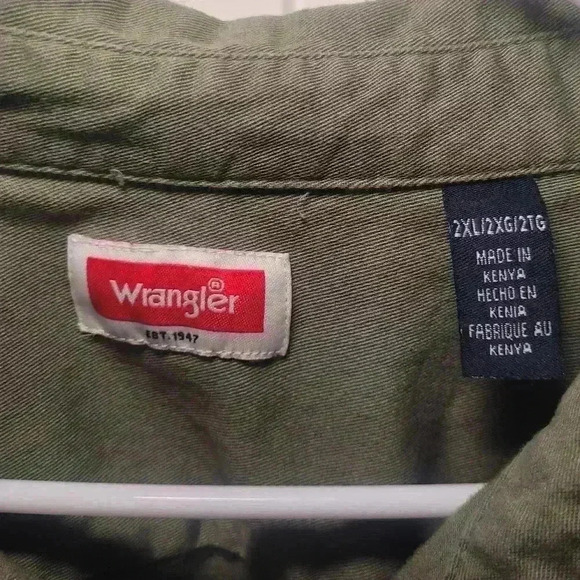 Wrangler®
EST. 1947
2XL/2XG/2TG
MADE IN
KENYA
HECHO EN
KENIA
FABRIQUE AU
KENYA